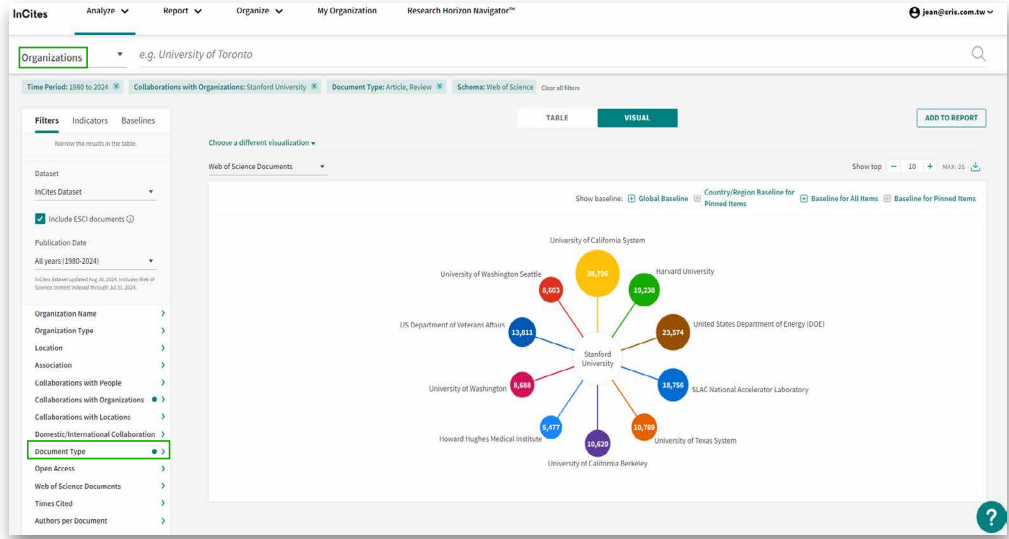 InCites
Analyze
Report
Organize
My Organization
Research Horizon Navigator™
jean@sris.com.tw
Organizations
e.g. University of Toronto
Time Period: 1980 to 2024
Collaborations with Organizations: Stanford University
Document Type: Article, Review
Schema: Web of Science
Clear all filters
Filters
Indicators
Baselines
Narrow the results in the table.
Dataset
InCites Dataset
Include ESCI documents
Publication Date
All years (1980-2024)
InCites dataset updated Aug 30, 2024. Includes Web of
Science content indexed through Jul 31, 2024.
Organization Name
Organization Type
Location
Association
Collaborations with People
Collaborations with Organizations
Collaborations with Locations
Domestic/International Collaboration
Document Type
Open Access
Web of Science Documents
Times Cited
Authors per Document
TABLE
VISUAL
ADD TO REPORT
Choose a different visualization
Web of Science Documents
Show top
10
MAX: 25
Show baseline:
Global Baseline
Country/Region Baseline for
Pinned Items
Baseline for All Items
Baseline for Pinned Items
University of California System
University of Washington Seattle
8,603
Harvard University
19,238
US Department of Veterans Affairs
13,811
United States Department of Energy (DOE)
23,574
Stanford
University
University of Washington
8,688
18,756
SLAC National Accelerator Laboratory
Howard Hughes Medical Institute
5,477
10,789
University of Texas System
10,620
University of California Berkeley
?